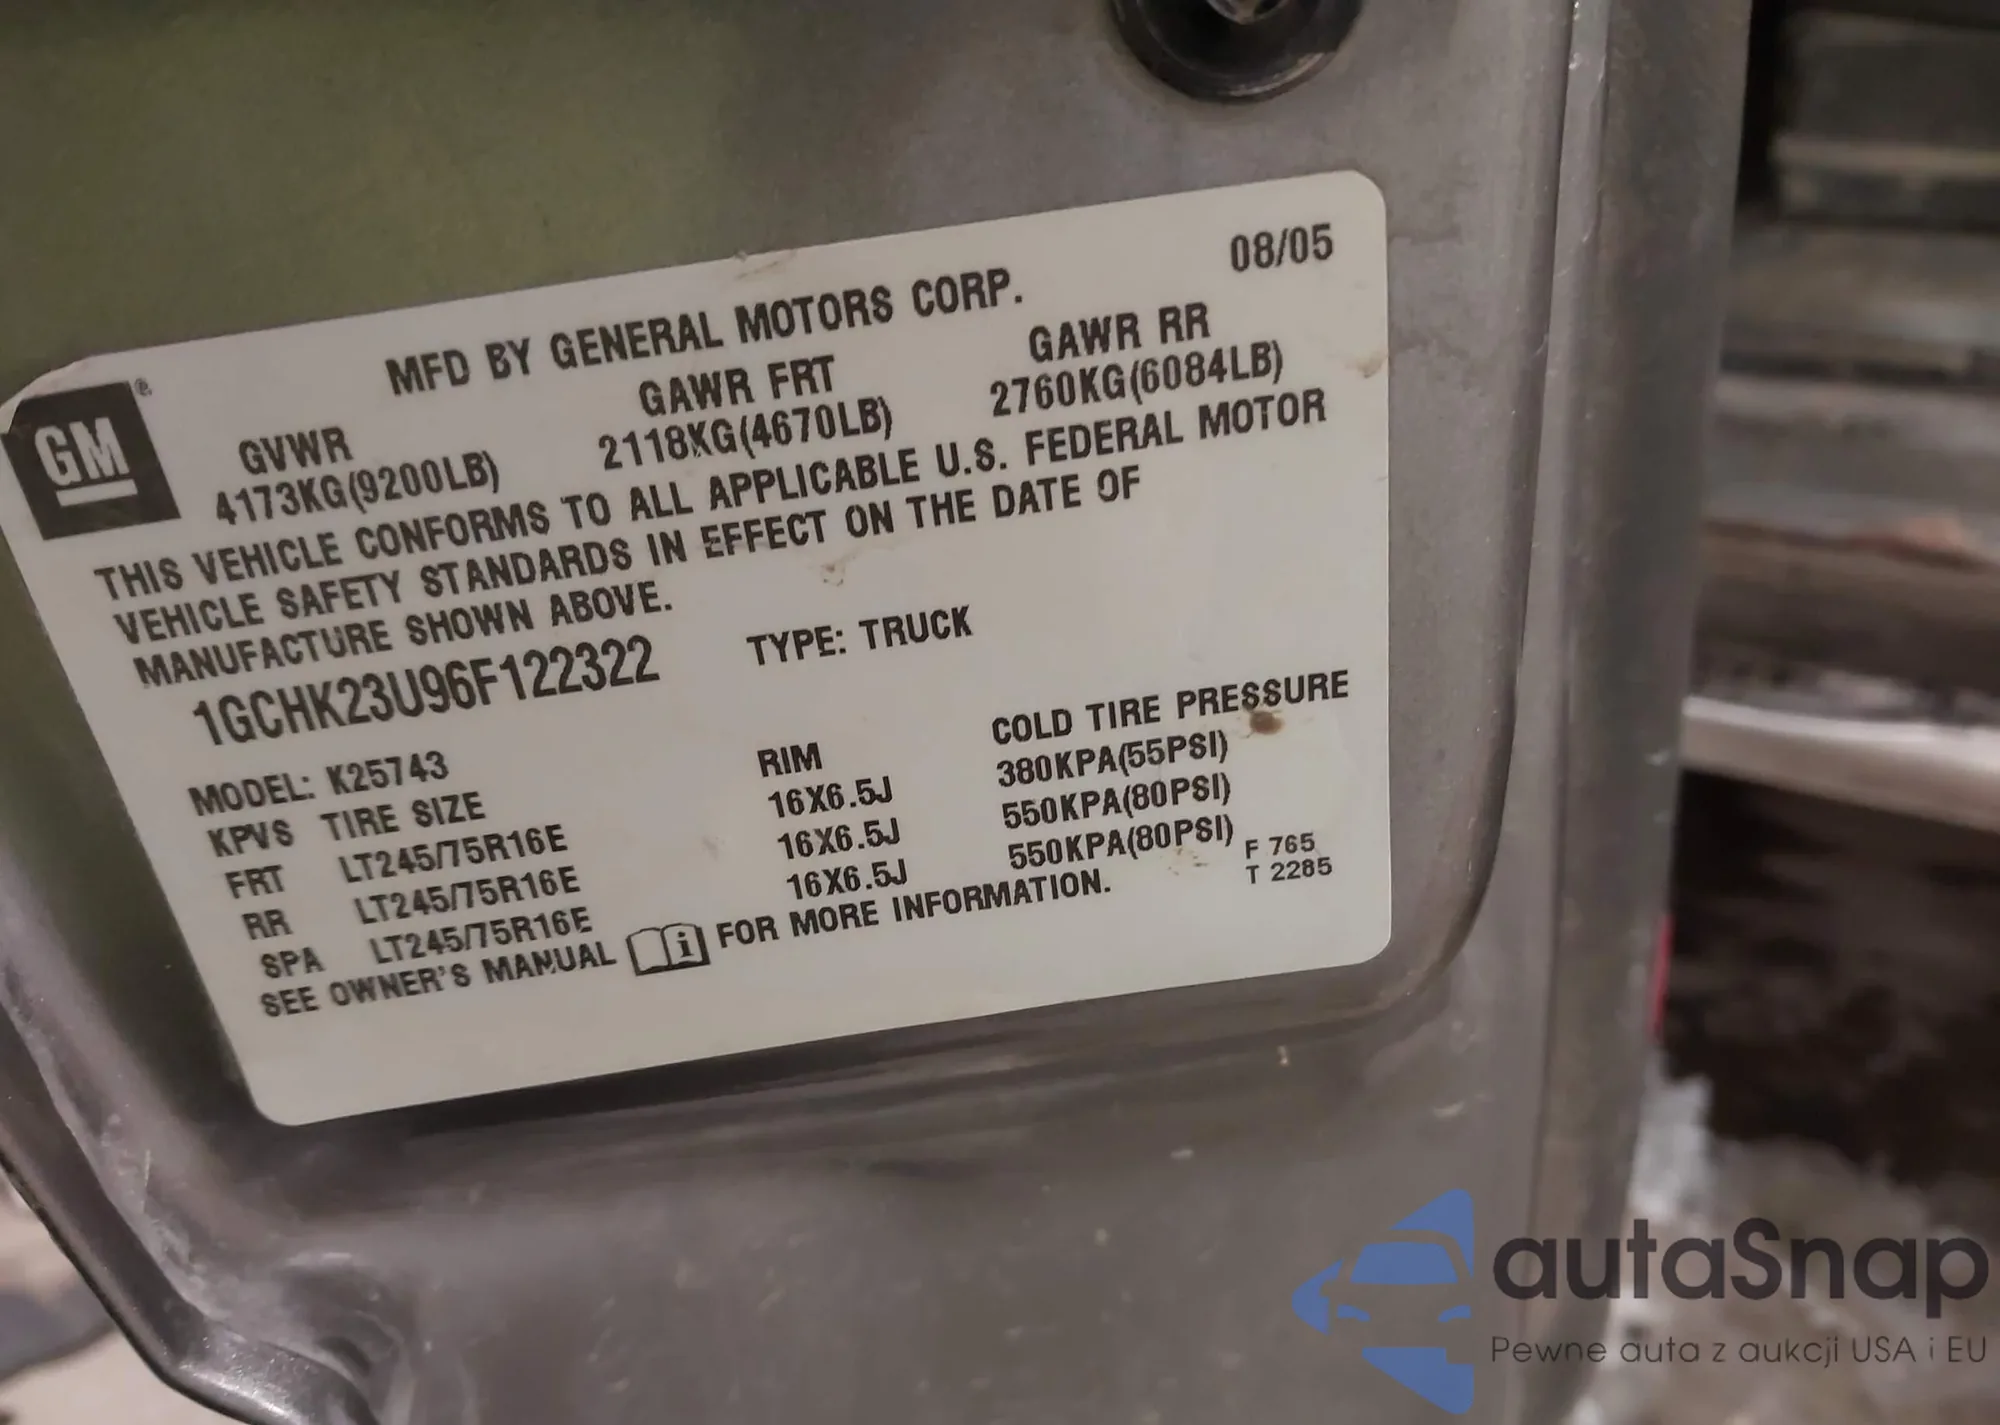 08/05
MFD BY GENERAL MOTORS CORP.
GM
GVWR GAWR FRT GAWR RR
4173KG(9200LB) 2118KG(4670LB) 2760KG(6084LB)
THIS VEHICLE CONFORMS TO ALL APPLICABLE U.S. FEDERAL MOTOR
VEHICLE SAFETY STANDARDS IN EFFECT ON THE DATE OF
MANUFACTURE SHOWN ABOVE.
1GCHK23U96F122322 TYPE: TRUCK
MODEL: K25743
KPVS TIRE SIZE RIM COLD TIRE PRESSURE
FRT LT245/75R16E 16X6.5J 380KPA(55PSI)
RR LT245/75R16E 16X6.5J 550KPA(80PSI)
SPA LT245/75R16E 16X6.5J 550KPA(80PSI)
SEE OWNER'S MANUAL i FOR MORE INFORMATION.
F 765
T 2285
autaSnap
Pewne auta z aukcji USA i EU